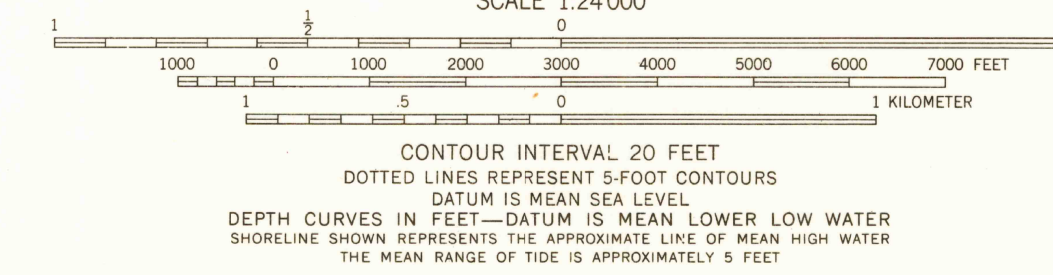 SCALE 1:24000
1 1/2 0
1000 0 1000 2000 3000 4000 5000 6000 7000 FEET
1 .5 0 1 KILOMETER
CONTOUR INTERVAL 20 FEET
DOTTED LINES REPRESENT 5-FOOT CONTOURS
DATUM IS MEAN SEA LEVEL
DEPTH CURVES IN FEET—DATUM IS MEAN LOWER LOW WATER
SHORELINE SHOWN REPRESENTS THE APPROXIMATE LINE OF MEAN HIGH WATER
THE MEAN RANGE OF TIDE IS APPROXIMATELY 5 FEET